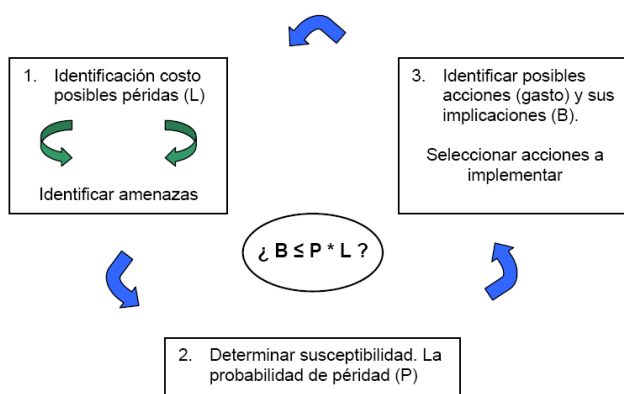 1. Identificación costo
posibles péridas (L)
Identificar amenazas
3. Identificar posibles
acciones (gasto) y sus
implicaciones (B).
Seleccionar acciones a
implementar
¿ B ≤ P * L ?
2. Determinar susceptibilidad. La
probabilidad de péridad (P)